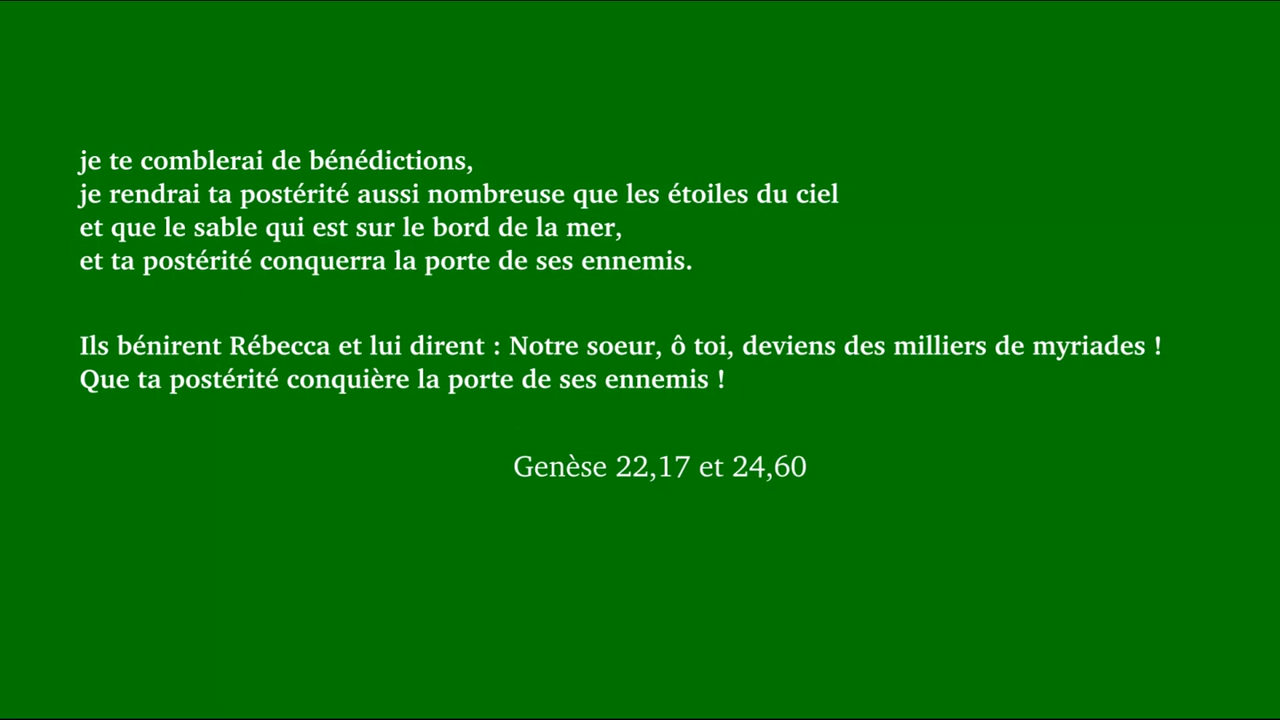 je te comblerai de bénédictions,
je rendrai ta postérité aussi nombreuse que les étoiles du ciel
et que le sable qui est sur le bord de la mer,
et ta postérité conquerra la porte de ses ennemis.
Ils bénirent Rébecca et lui dirent : Notre soeur, ô toi, deviens des milliers de myriades !
Que ta postérité conquière la porte de ses ennemis !
Genèse 22,17 et 24,60